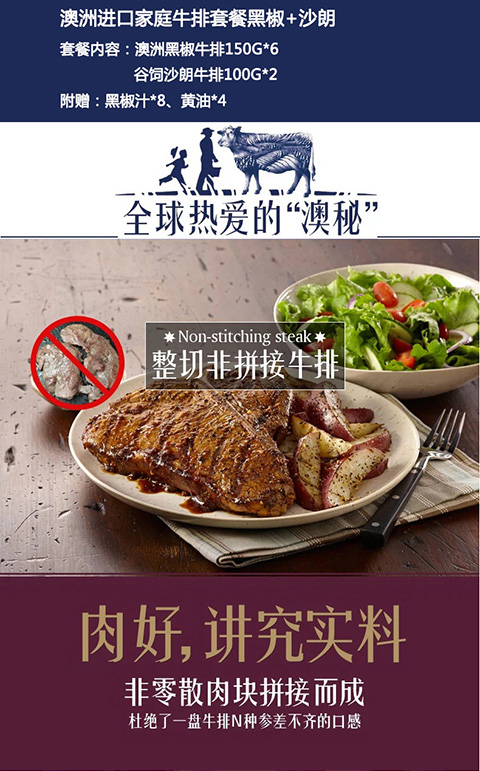 澳洲进口家庭牛排套餐黑椒+沙朗
套餐内容：澳洲黑椒牛排150G*6
谷饲沙朗牛排100G*2
附赠：黑椒汁*8、黄油*4
全球热爱的“澳秘”
✷ Non-stitching steak ✷
整切非拼接牛排
肉好，讲究实料
非零散肉块拼接而成
杜绝了一盘牛排N种参差不齐的口感